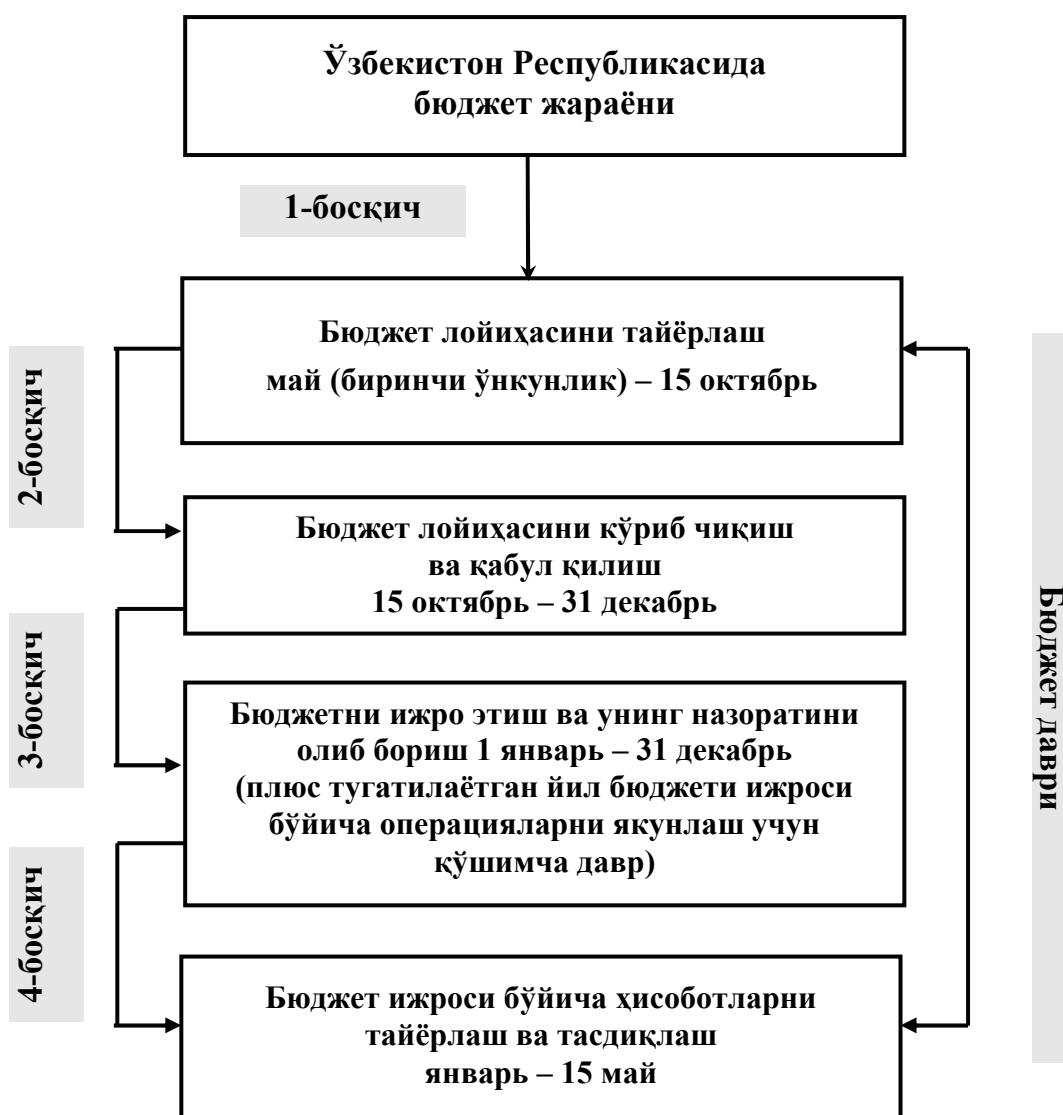 Ўзбекистон Республикасида
бюджет жараёни
1-босқич
Бюджет лойиҳасини тайёрлаш
май (биринчи ўнкунлик) – 15 октябрь
2-босқич
Бюджет лойиҳасини кўриб чиқиш
ва қабул қилиш
15 октябрь – 31 декабрь
3-босқич
Бюджетни ижро этиш ва унинг назоратини
олиб бориш 1 январь – 31 декабрь
(плюс тугатилаётган йил бюджети ижроси
бўйича операцияларни якунлаш учун
қўшимча давр)
4-босқич
Бюджет ижроси бўйича ҳисоботларни
тайёрлаш ва тасдиқлаш
январь – 15 май
Бюджет даври